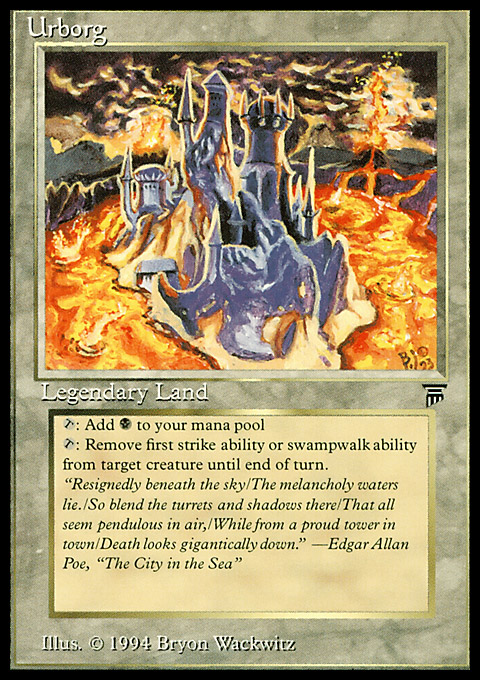 Urborg
Legendary Land
: Add to your mana pool
: Remove first strike ability or swampwalk ability
from target creature until end of turn.
“Resignedly beneath the sky/The melancholy waters
lie./So blend the turrets and shadows there/That all
seem pendulous in air,/While from a proud tower in
town/Death looks gigantically down.” —Edgar Allan
Poe, “The City in the Sea”
Illus. © 1994 Bryon Wackwitz